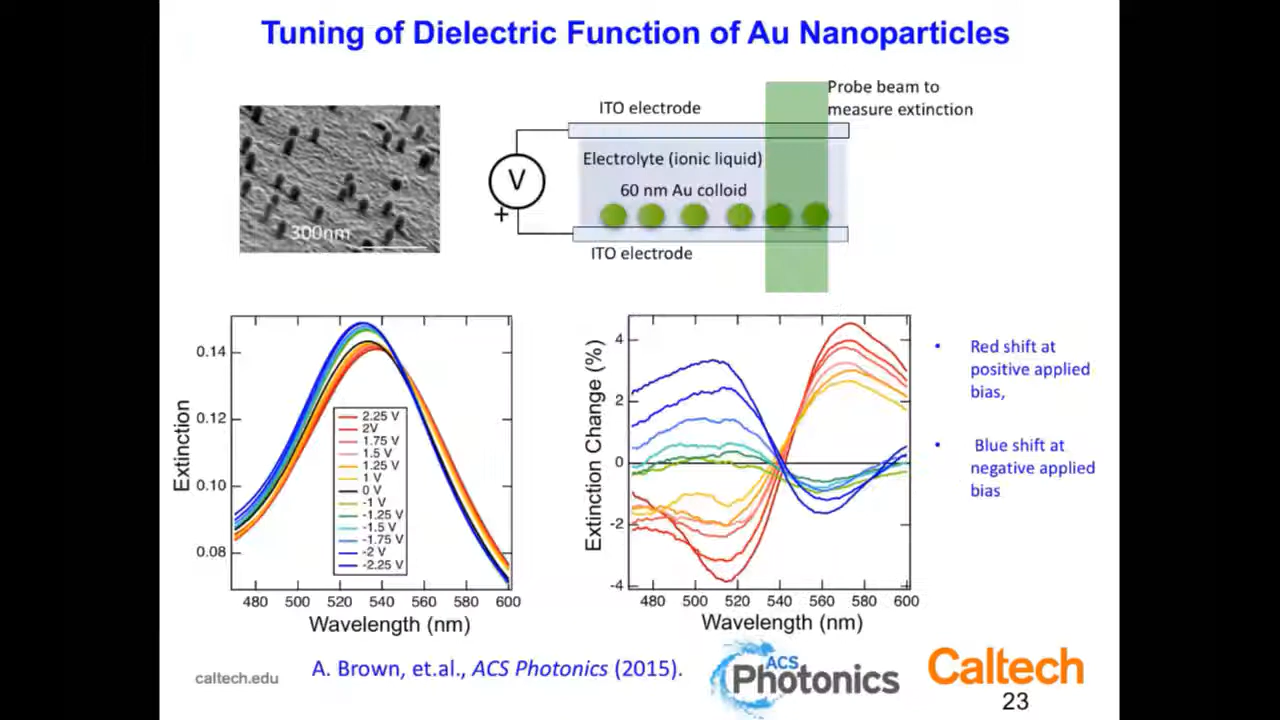 Tuning of Dielectric Function of Au Nanoparticles
300nm
ITO electrode
Probe beam to
measure extinction
Electrolyte (ionic liquid)
60 nm Au colloid
V
+
ITO electrode
Extinction
0.14
0.12
0.10
0.08
2.25 V
2V
1.75 V
1.5 V
1.25 V
1 V
0 V
-1 V
-1.25 V
-1.5 V
-1.75 V
-2 V
-2.25 V
480 500 520 540 560 580 600
Wavelength (nm)
Extinction Change (%)
4
2
0
-2
-4
480 500 520 540 560 580 600
Wavelength (nm)
• Red shift at
positive applied
bias,
• Blue shift at
negative applied
bias
caltech.edu
A. Brown, et.al., ACS Photonics (2015).
ACS
Photonics
Caltech
23